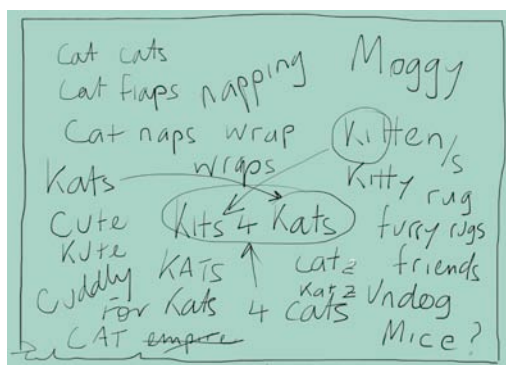 Cat cats
Cat flaps napping Moggy
Cat naps wrap Kitten/s
wraps
Kats Kitty rug
Cute Kits 4 Kats furry rugs
Kute KATS catz friends
Cuddly For Kats 4 cats Katz Undog
CAT empire Mice?